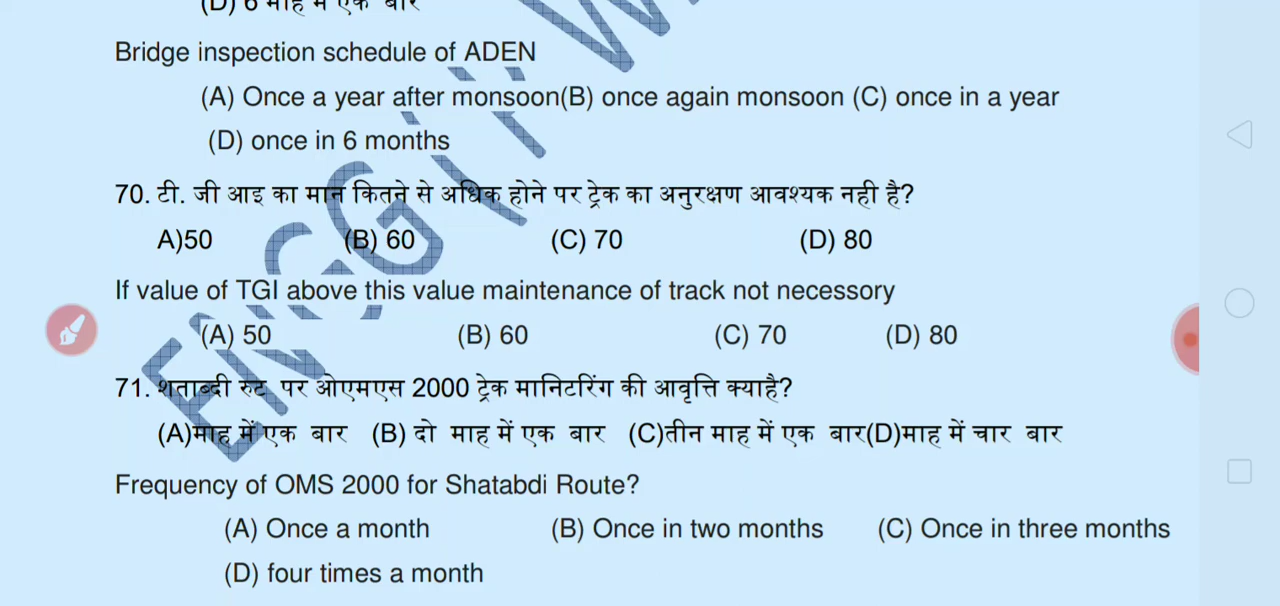 (D) 6 माह में एक बार
Bridge inspection schedule of ADEN
(A) Once a year after monsoon(B) once again monsoon (C) once in a year
(D) once in 6 months
70. टी. जी आइ का मान कितने से अधिक होने पर ट्रेक का अनुरक्षण आवश्यक नही है?
A)50 (B) 60 (C) 70 (D) 80
If value of TGI above this value maintenance of track not necessory
(A) 50 (B) 60 (C) 70 (D) 80
71. शताब्दी रुट पर ओएमएस 2000 ट्रेक मानिटरिंग की आवृत्ति क्याहै?
(A)माह में एक बार (B) दो माह में एक बार (C)तीन माह में एक बार(D)माह में चार बार
Frequency of OMS 2000 for Shatabdi Route?
(A) Once a month (B) Once in two months (C) Once in three months
(D) four times a month
ENGG